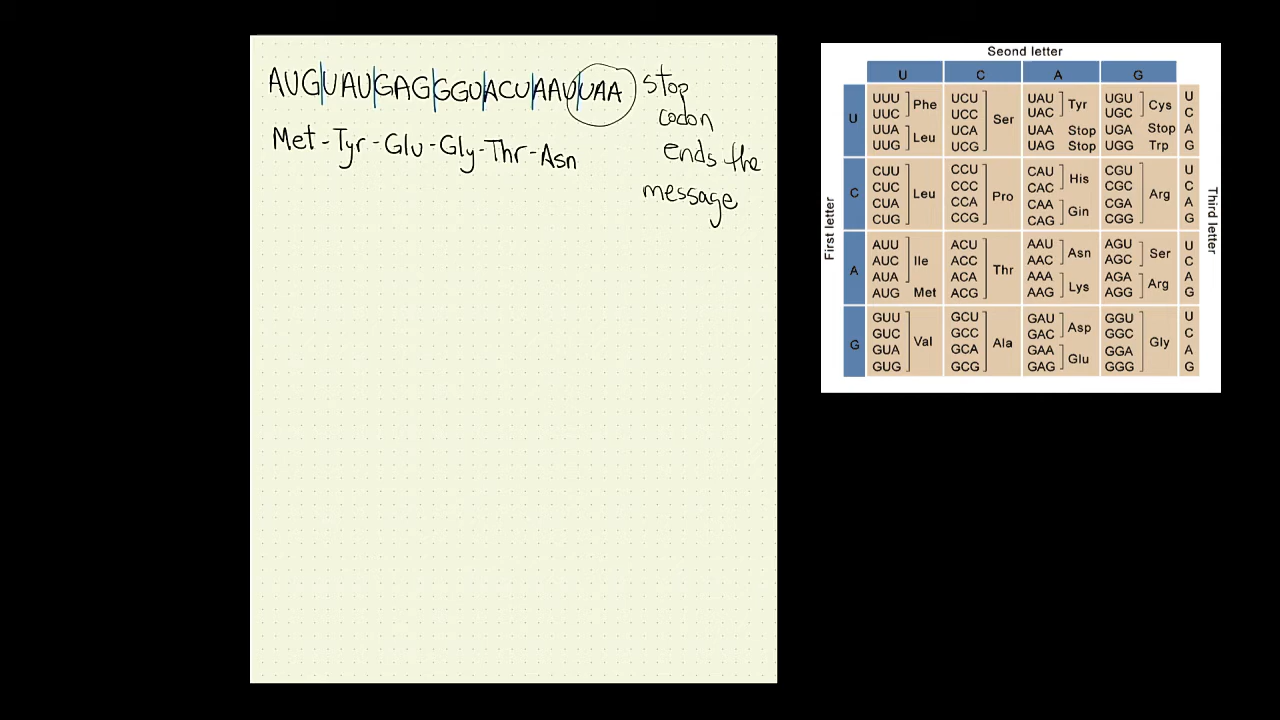 AUGUAUGAGGGUACUAAUUAA stop
codon
Met-Tyr-Glu-Gly-Thr-Asn ends the
message
Seond letter
U C A G
First letter
Third letter
U
UUU UCU UAU UGU U
UUC Phe UCC UAC Tyr UGC Cys C
UUA UCA Ser UAA Stop UGA Stop A
UUG Leu UCG UAG Stop UGG Trp G
C
CUU CCU CAU CGU U
CUC Leu CCC Pro CAC His CGC Arg C
CUA CCA CAA CGA A
CUG CCG CAG Gin CGG G
A
AUU ACU AAU AGU U
AUC Ile ACC Thr AAC Asn AGC Ser C
AUA ACA AAA AGA A
AUG Met ACG AAG Lys AGG Arg G
G
GUU GCU GAU GGU U
GUC Val GCC Ala GAC Asp GGC Gly C
GUA GCA GAA GGA A
GUG GCG GAG Glu GGG G